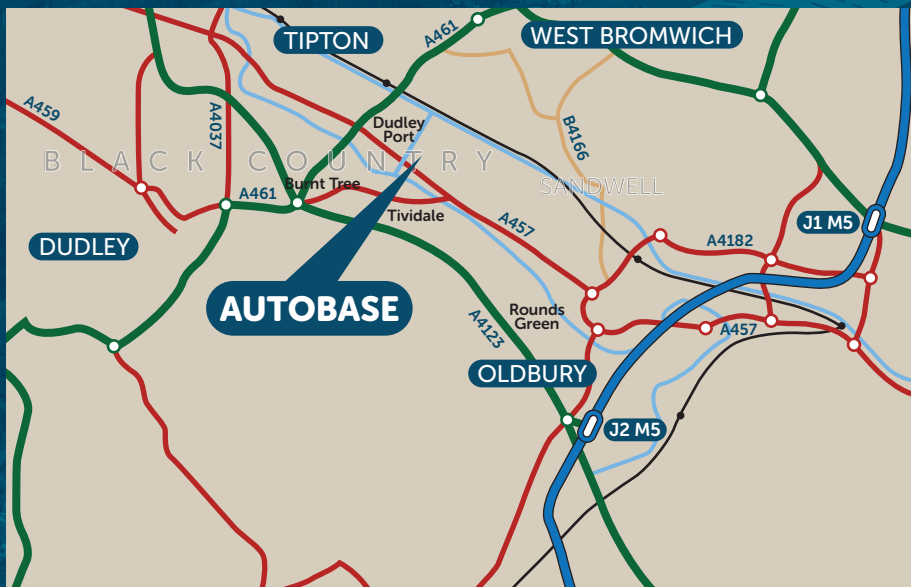 TIPTON
A461
WEST BROMWICH
A459
A4037
Dudley
Port
B4166
BLACK COUNTRY
Burnt Tree
SANDWELL
A461
Tividale
A457
J1 M5
DUDLEY
A4182
AUTOBASE
Rounds
Green
A4123
A457
OLDBURY
J2 M5